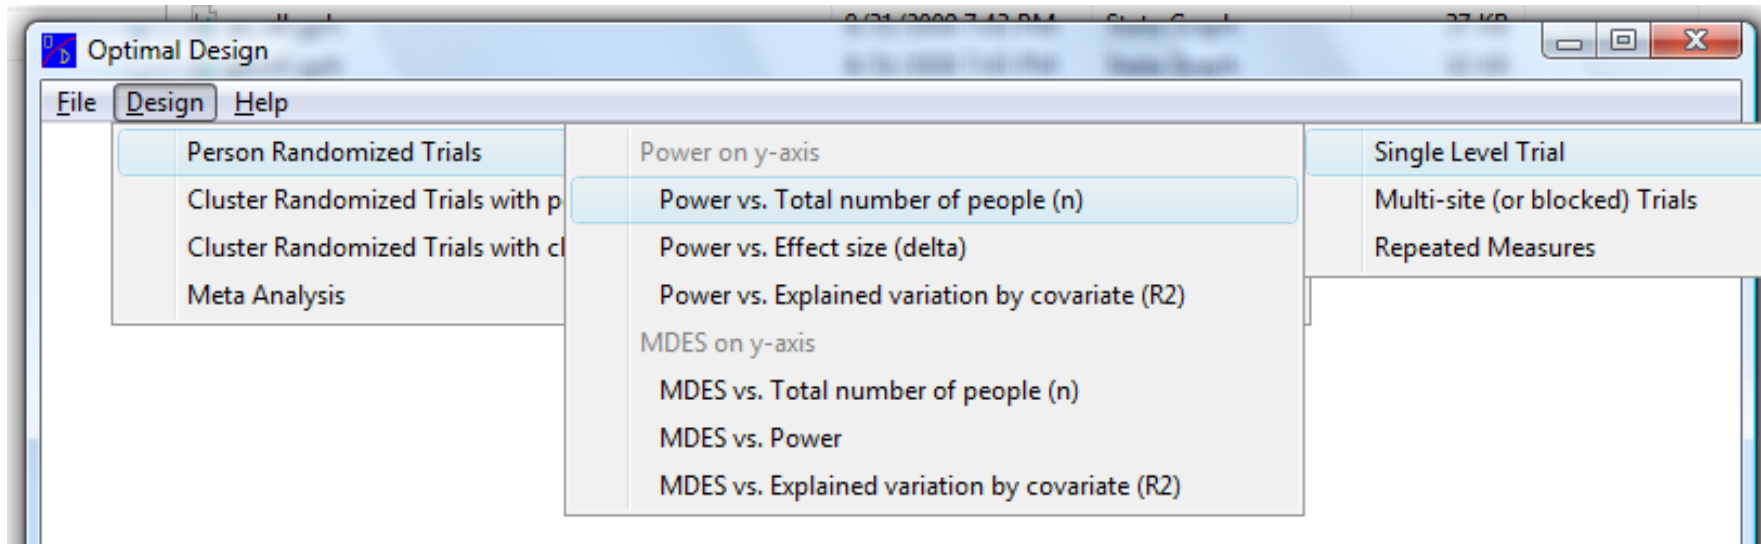 Optimal Design
File Design Help
Person Randomized Trials
Cluster Randomized Trials with p
Cluster Randomized Trials with cl
Meta Analysis
Power on y-axis
Power vs. Total number of people (n)
Power vs. Effect size (delta)
Power vs. Explained variation by covariate (R2)
MDES on y-axis
MDES vs. Total number of people (n)
MDES vs. Power
MDES vs. Explained variation by covariate (R2)
Single Level Trial
Multi-site (or blocked) Trials
Repeated Measures